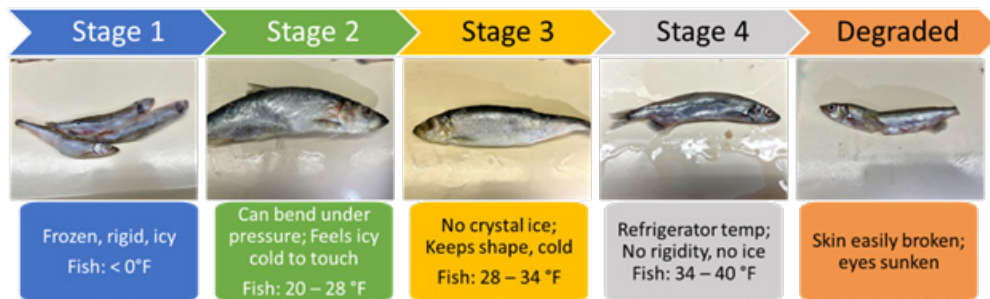 Stage 1
Stage 2
Stage 3
Stage 4
Degraded
Frozen, rigid, icy
Fish: < 0°F
Can bend under
pressure; Feels icy
cold to touch
Fish: 20 – 28 °F
No crystal ice;
Keeps shape, cold
Fish: 28 – 34 °F
Refrigerator temp;
No rigidity, no ice
Fish: 34 – 40 °F
Skin easily broken;
eyes sunken